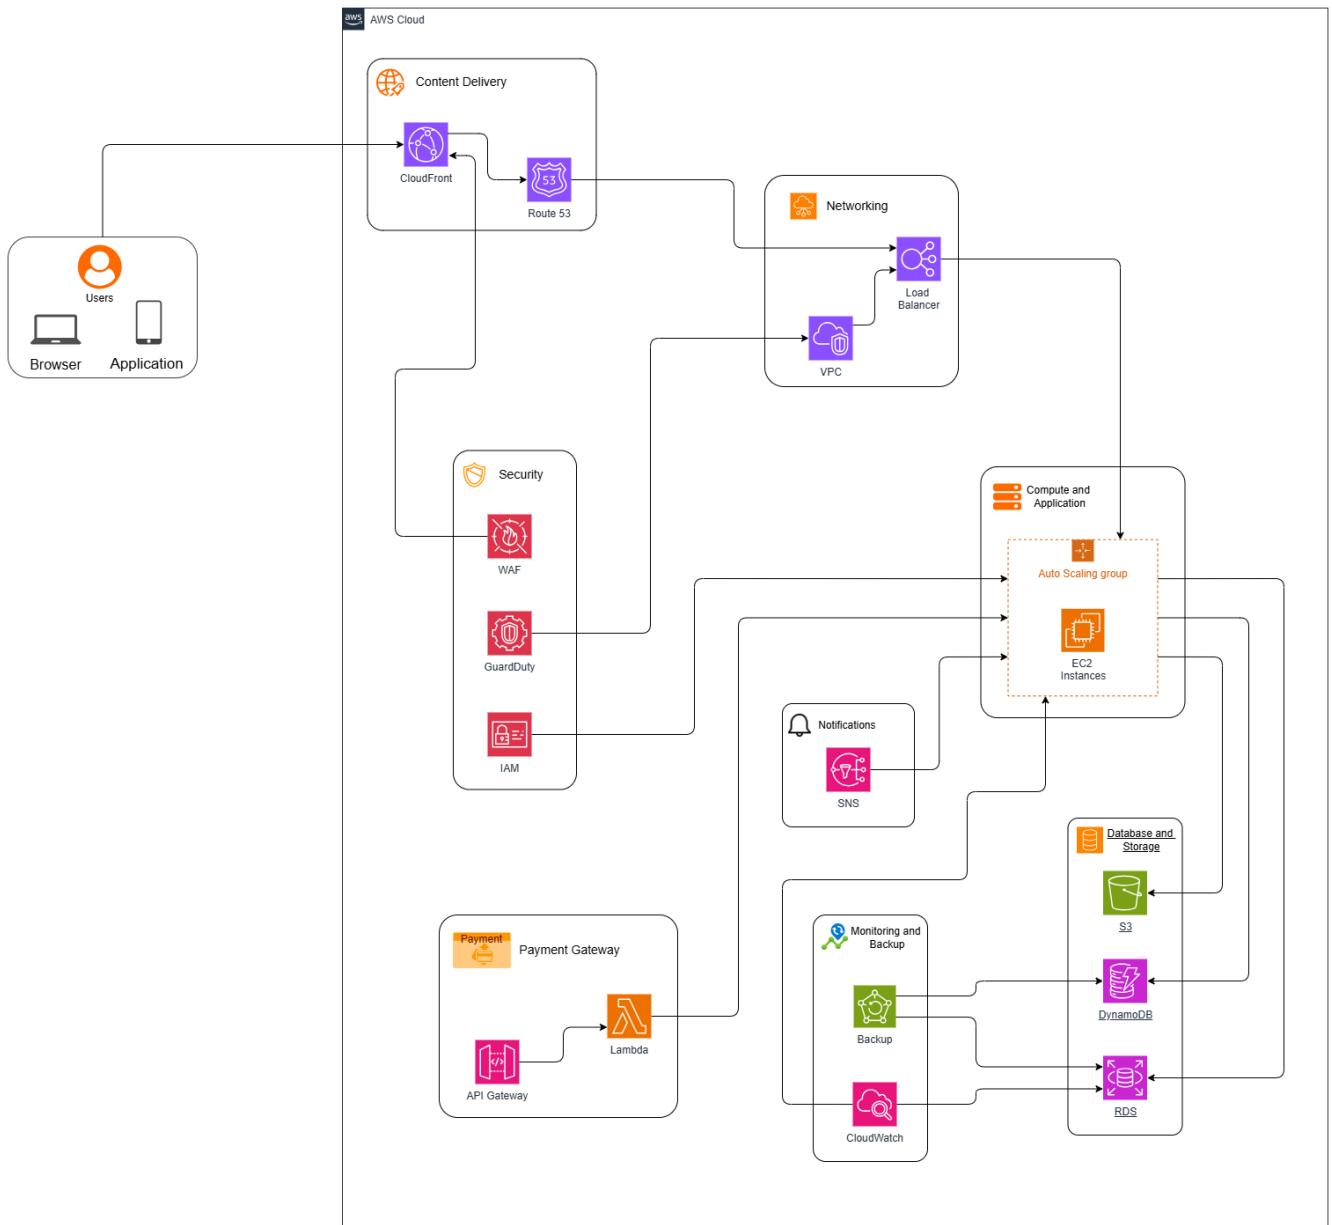 aws
AWS Cloud
Content Delivery
CloudFront
53
Route 53
Users
Browser
Application
Networking
Load
Balancer
VPC
Security
WAF
GuardDuty
IAM
Compute and
Application
Auto Scaling group
EC2
Instances
Notifications
SNS
Database and
Storage
S3
DynamoDB
RDS
Payment
Payment Gateway
Lambda
</>
API Gateway
Monitoring and
Backup
Backup
CloudWatch